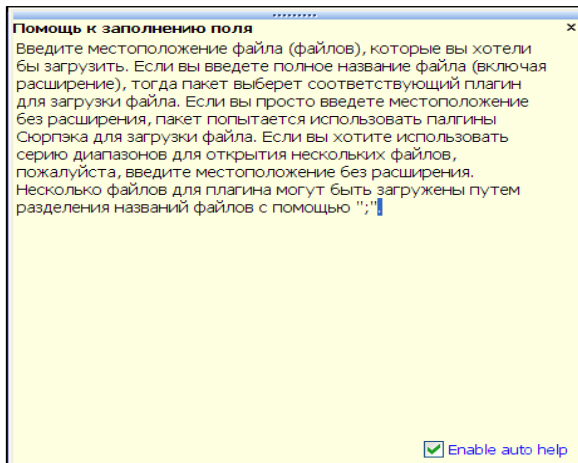 Помощь к заполнению поля
Введите местоположение файла (файлов), которые вы хотели
бы загрузить. Если вы введете полное название файла (включая
расширение), тогда пакет выберет соответствующий плагин
для загрузки файла. Если вы просто введете местоположение
без расширения, пакет попытается использовать палгины
Сюрпэка для загрузки файла. Если вы хотите использовать
серию диапазонов для открытия нескольких файлов,
пожалуйста, введите местоположение без расширения.
Несколько файлов для плагина могут быть загружены путем
разделения названий файлов с помощью ";".
Enable auto help